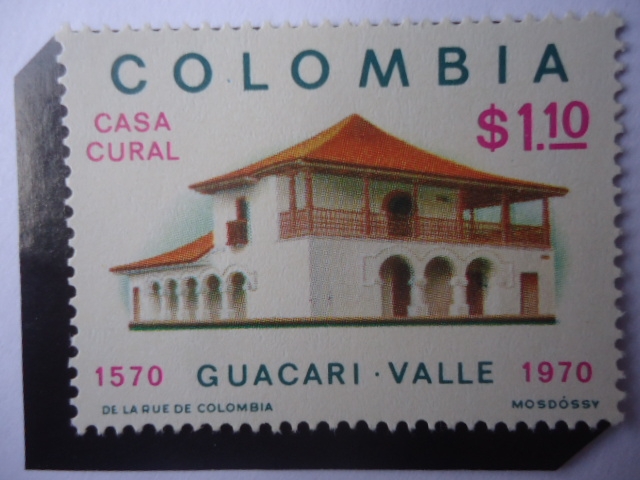 COLOMBIA
CASA
CURAL
$1.10
1570 GUACARI · VALLE 1970
DE LA RUE DE COLOMBIA
MOSDÓSSY